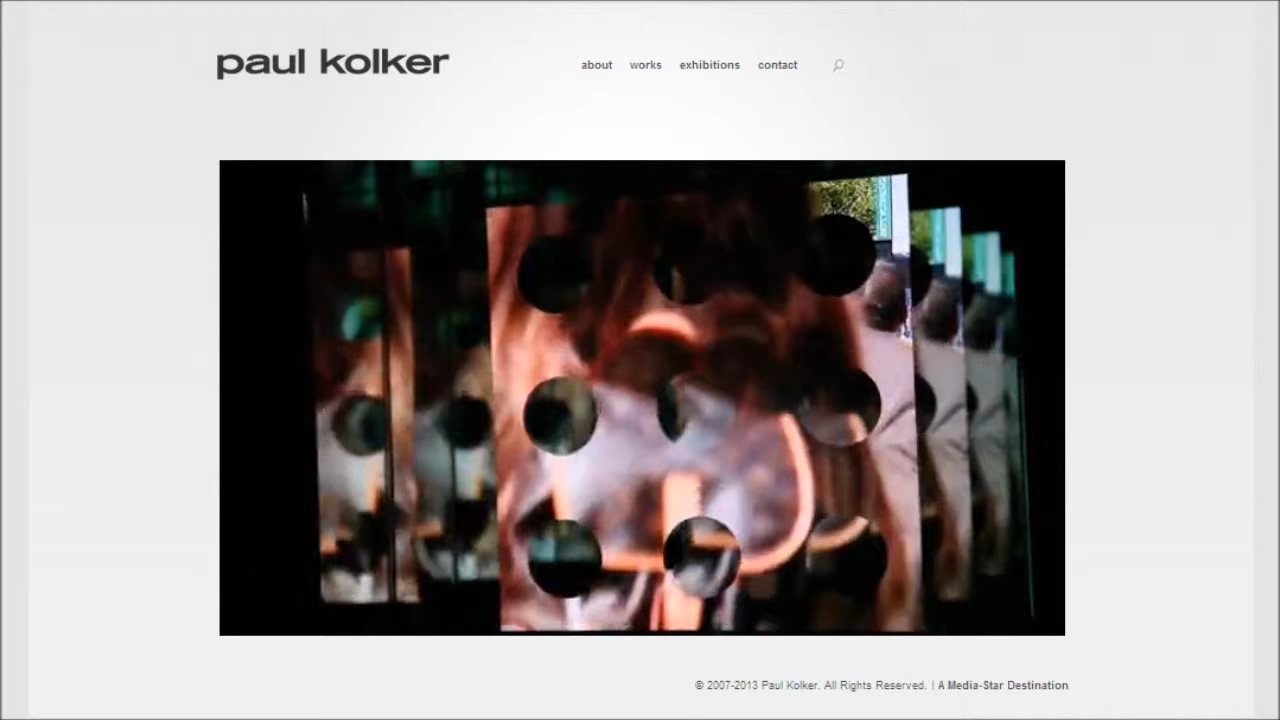 paul kolker
about works exhibitions contact
© 2007-2013 Paul Kolker. All Rights Reserved. | A Media-Star Destination